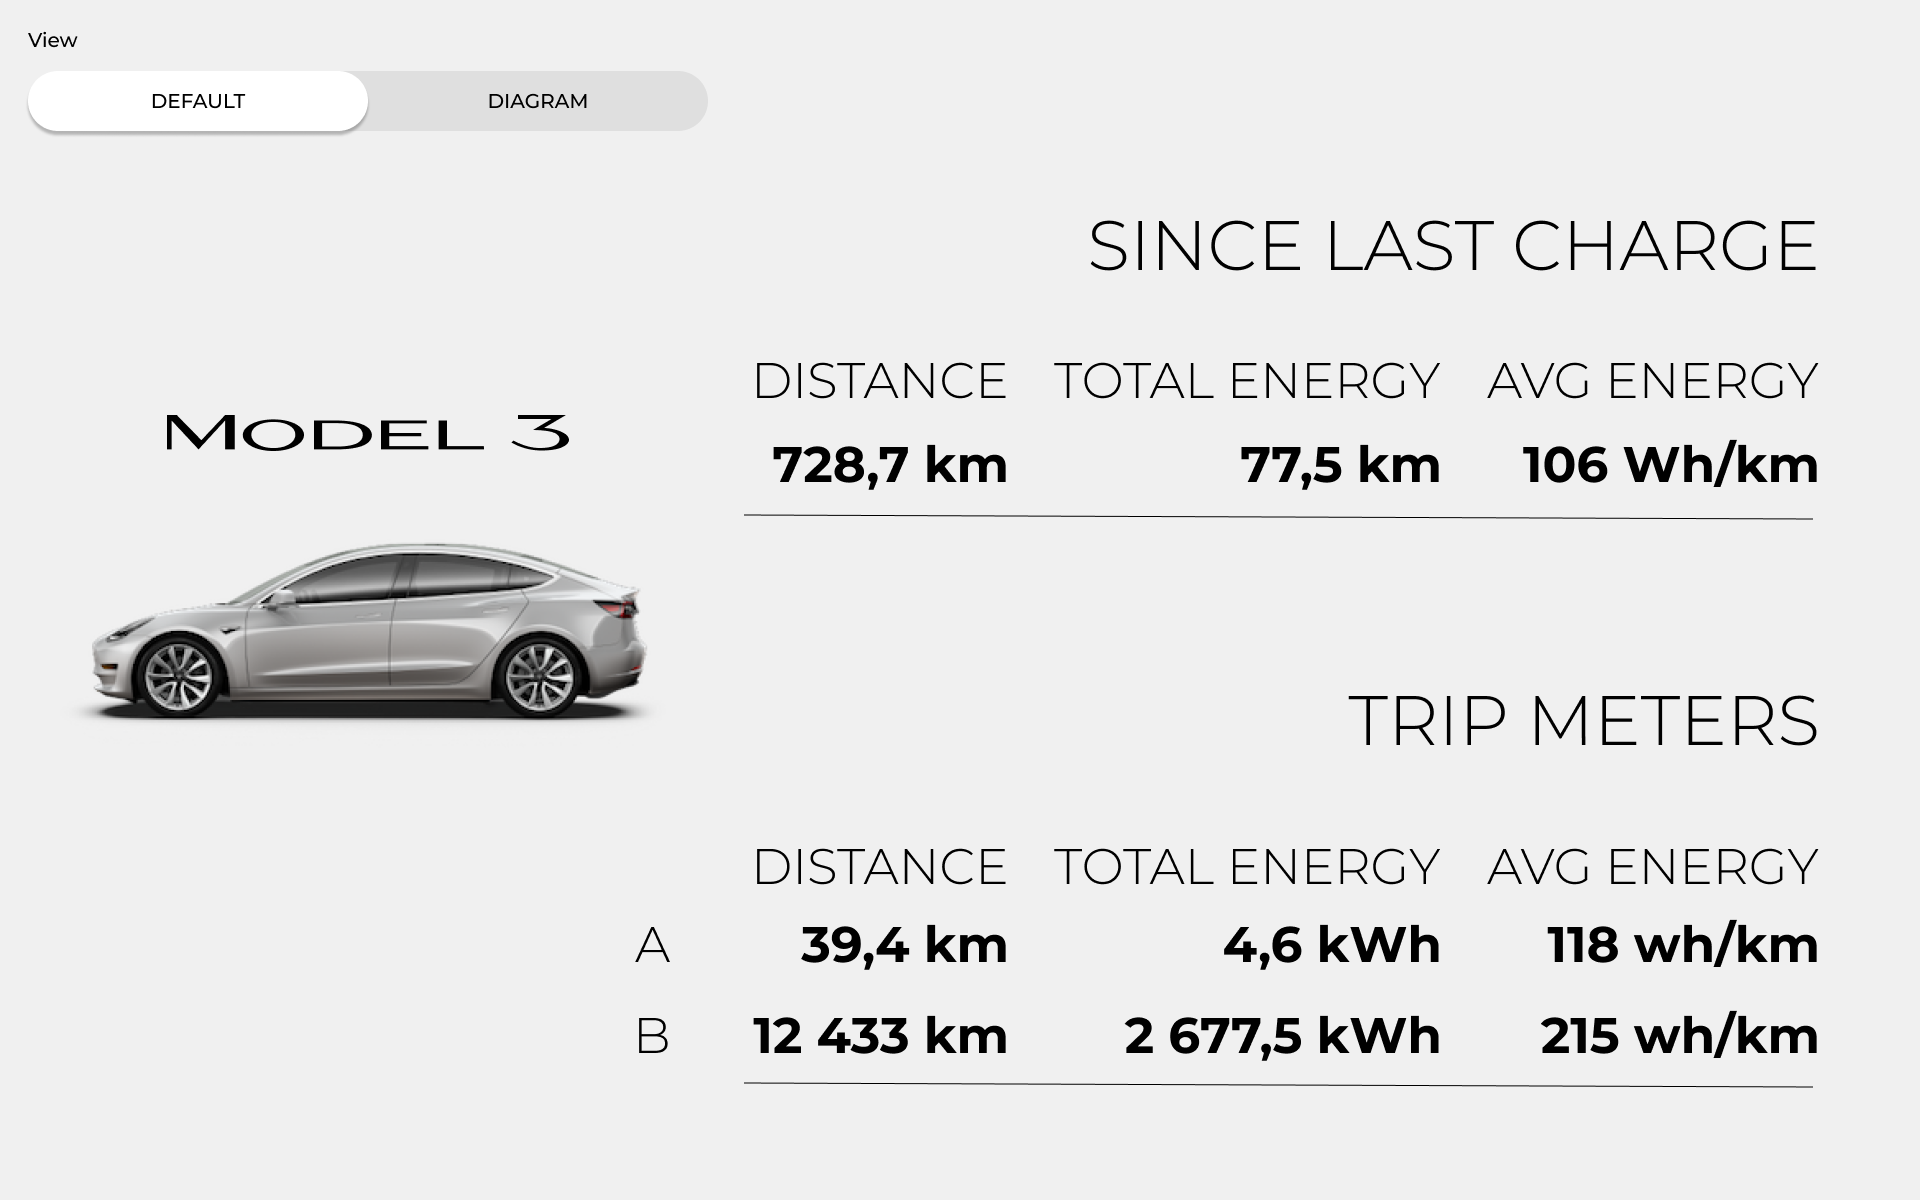 View
DEFAULT DIAGRAM
SINCE LAST CHARGE
DISTANCE TOTAL ENERGY AVG ENERGY
MODEL 3
728,7 km 77,5 km 106 Wh/km
TRIP METERS
DISTANCE TOTAL ENERGY AVG ENERGY
A 39,4 km 4,6 kWh 118 wh/km
B 12 433 km 2 677,5 kWh 215 wh/km